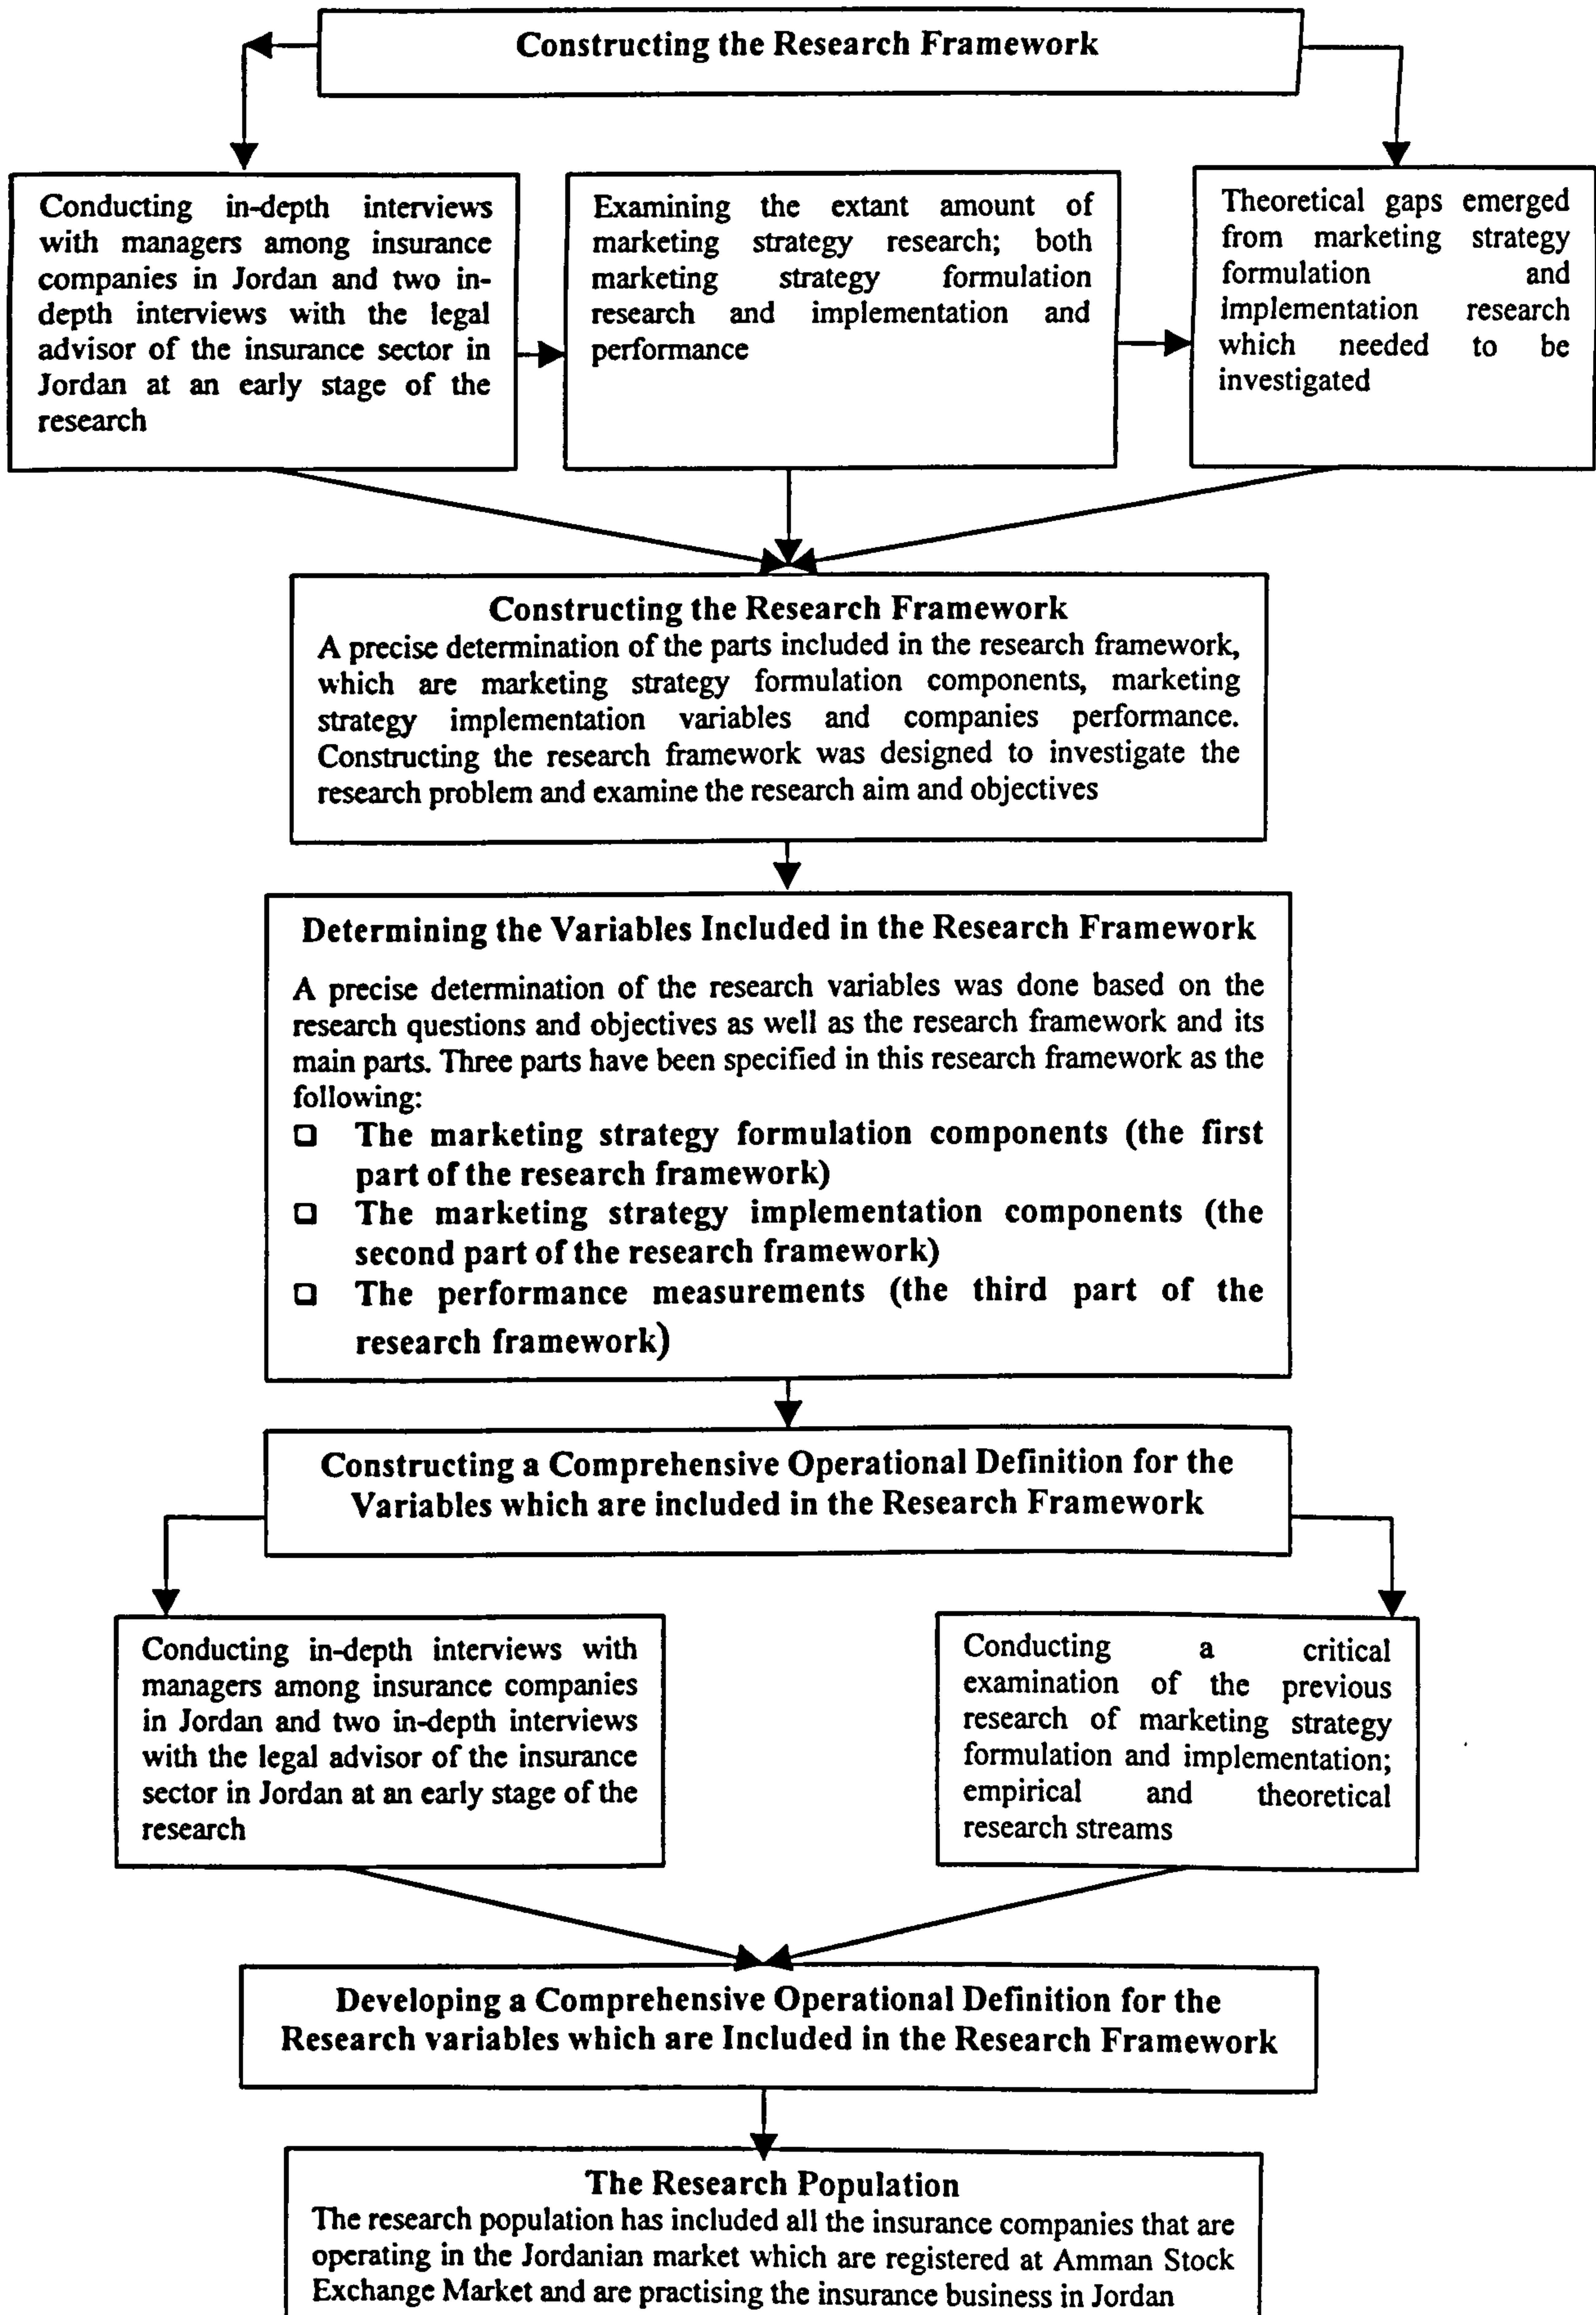 Constructing the Research Framework
Conducting in-depth interviews
with managers among insurance
companies in Jordan and two in-
depth interviews with the legal
advisor of the insurance sector in
Jordan at an early stage of the
research
Examining the extant amount of
marketing strategy research; both
marketing strategy formulation
research and implementation and
performance
Theoretical gaps emerged
from marketing strategy
formulation and
implementation research
which needed to be
investigated
Constructing the Research Framework
A precise determination of the parts included in the research framework,
which are marketing strategy formulation components, marketing
strategy implementation variables and companies performance.
Constructing the research framework was designed to investigate the
research problem and examine the research aim and objectives
Determining the Variables Included in the Research Framework
A precise determination of the research variables was done based on the
research questions and objectives as well as the research framework and its
main parts. Three parts have been specified in this research framework as the
following:
❑ The marketing strategy formulation components (the first
part of the research framework)
❑ The marketing strategy implementation components (the
second part of the research framework)
❑ The performance measurements (the third part of the
research framework)
Constructing a Comprehensive Operational Definition for the
Variables which are included in the Research Framework
Conducting in-depth interviews with
managers among insurance companies
in Jordan and two in-depth interviews
with the legal advisor of the insurance
sector in Jordan at an early stage of the
research
Conducting a critical
examination of the previous
research of marketing strategy
formulation and implementation;
empirical and theoretical
research streams
Developing a Comprehensive Operational Definition for the
Research variables which are Included in the Research Framework
The Research Population
The research population has included all the insurance companies that are
operating in the Jordanian market which are registered at Amman Stock
Exchange Market and are practising the insurance business in Jordan